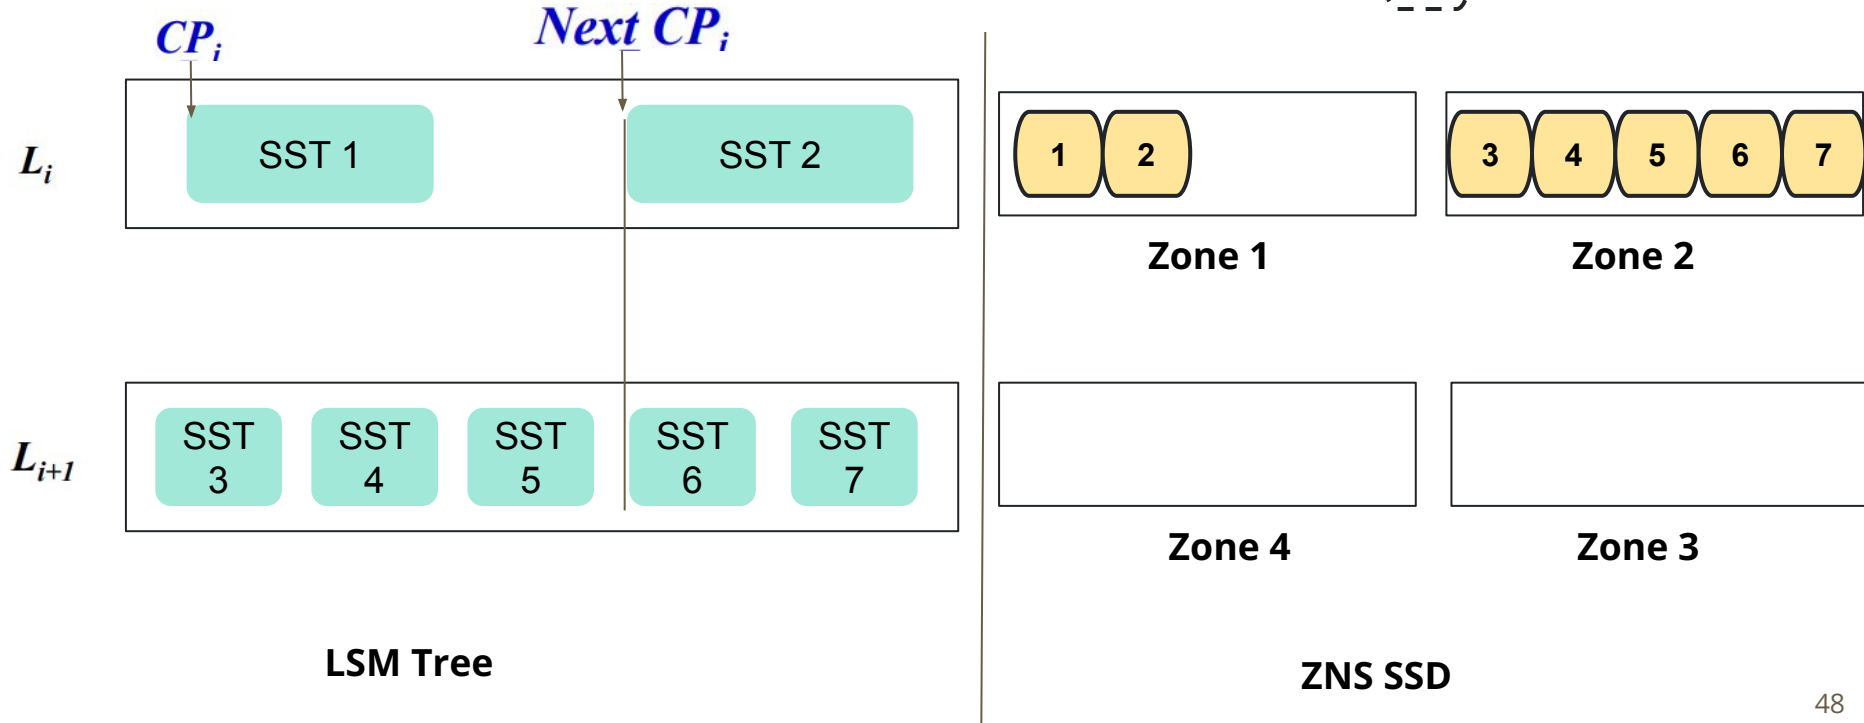 CPi
Next CPi
Li
SST 1
SST 2
1
2
3
4
5
6
7
Zone 1
Zone 2
Li+1
SST
3
SST
4
SST
5
SST
6
SST
7
Zone 4
Zone 3
LSM Tree
ZNS SSD
48